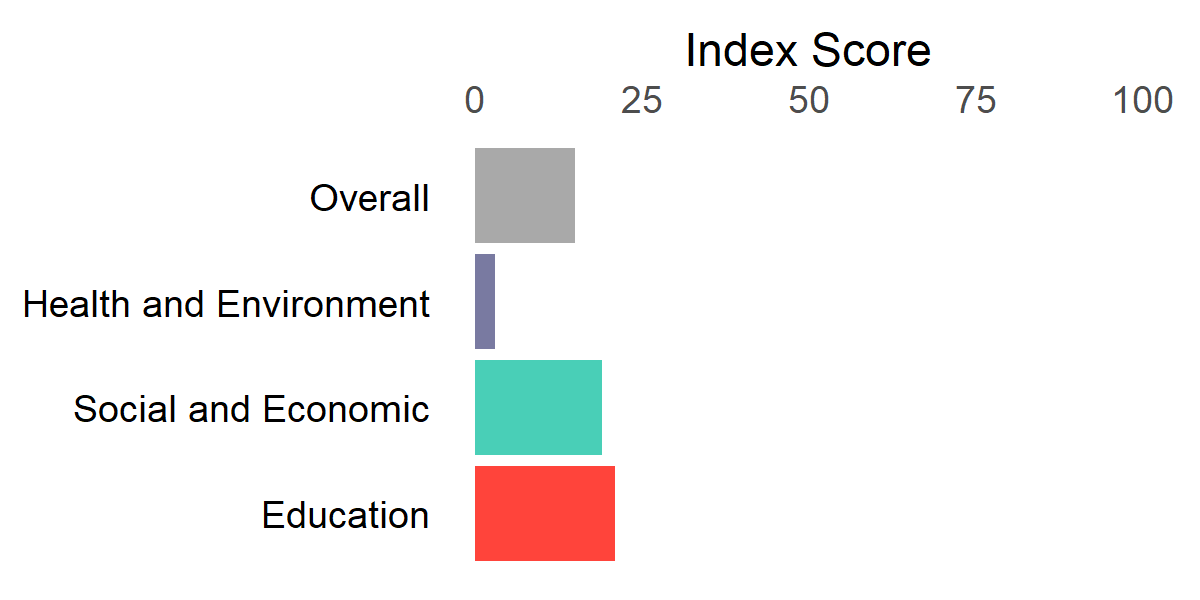 Index Score
0 25 50 75 100
Overall
Health and Environment
Social and Economic
Education